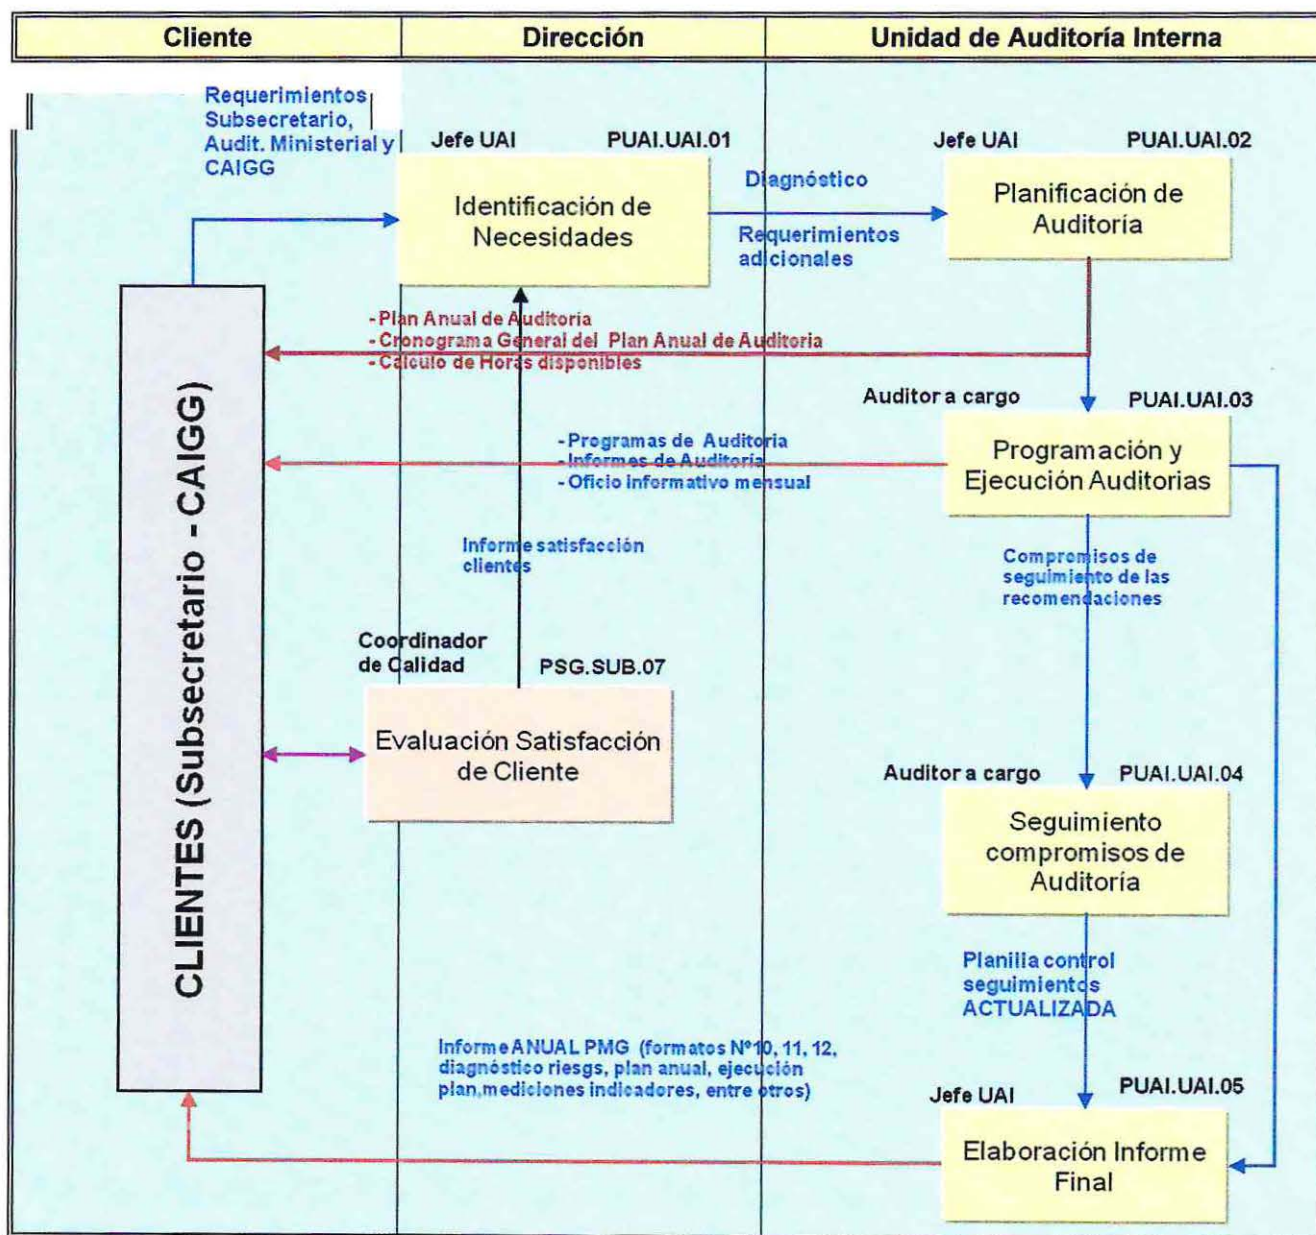 Cliente
Dirección
Unidad de Auditoría Interna
Requerimientos
Subsecretario,
Audit. Ministerial y
CAIGG
Jefe UAI
PUAI.UAI.01
Identificación de
Necesidades
Diagnóstico
Requerimientos
adicionales
Jefe UAI
PUAI.UAI.02
Planificación de
Auditoría
- Plan Anual de Auditoría
- Cronograma General del Plan Anual de Auditoria
- Cálculo de Horas disponibles
Auditor a cargo
PUAI.UAI.03
Programación y
Ejecución Auditorias
- Programas de Auditoria
- Informes de Auditoría
- Oficio informativo mensual
CLIENTES (Subsecretario - CAIGG)
Informe satisfacción
clientes
Compromisos de
seguimiento de las
recomendaciones
Coordinador
de Calidad
PSG.SUB.07
Evaluación Satisfacción
de Cliente
Auditor a cargo
PUAI.UAI.04
Seguimiento
compromisos de
Auditoría
Planilla control
seguimientos
ACTUALIZADA
Informe ANUAL PMG (formatos Nº10, 11, 12,
diagnóstico riesgs, plan anual, ejecución
plan,mediciones indicadores, entre otros)
Jefe UAI
PUAI.UAI.05
Elaboración Informe
Final